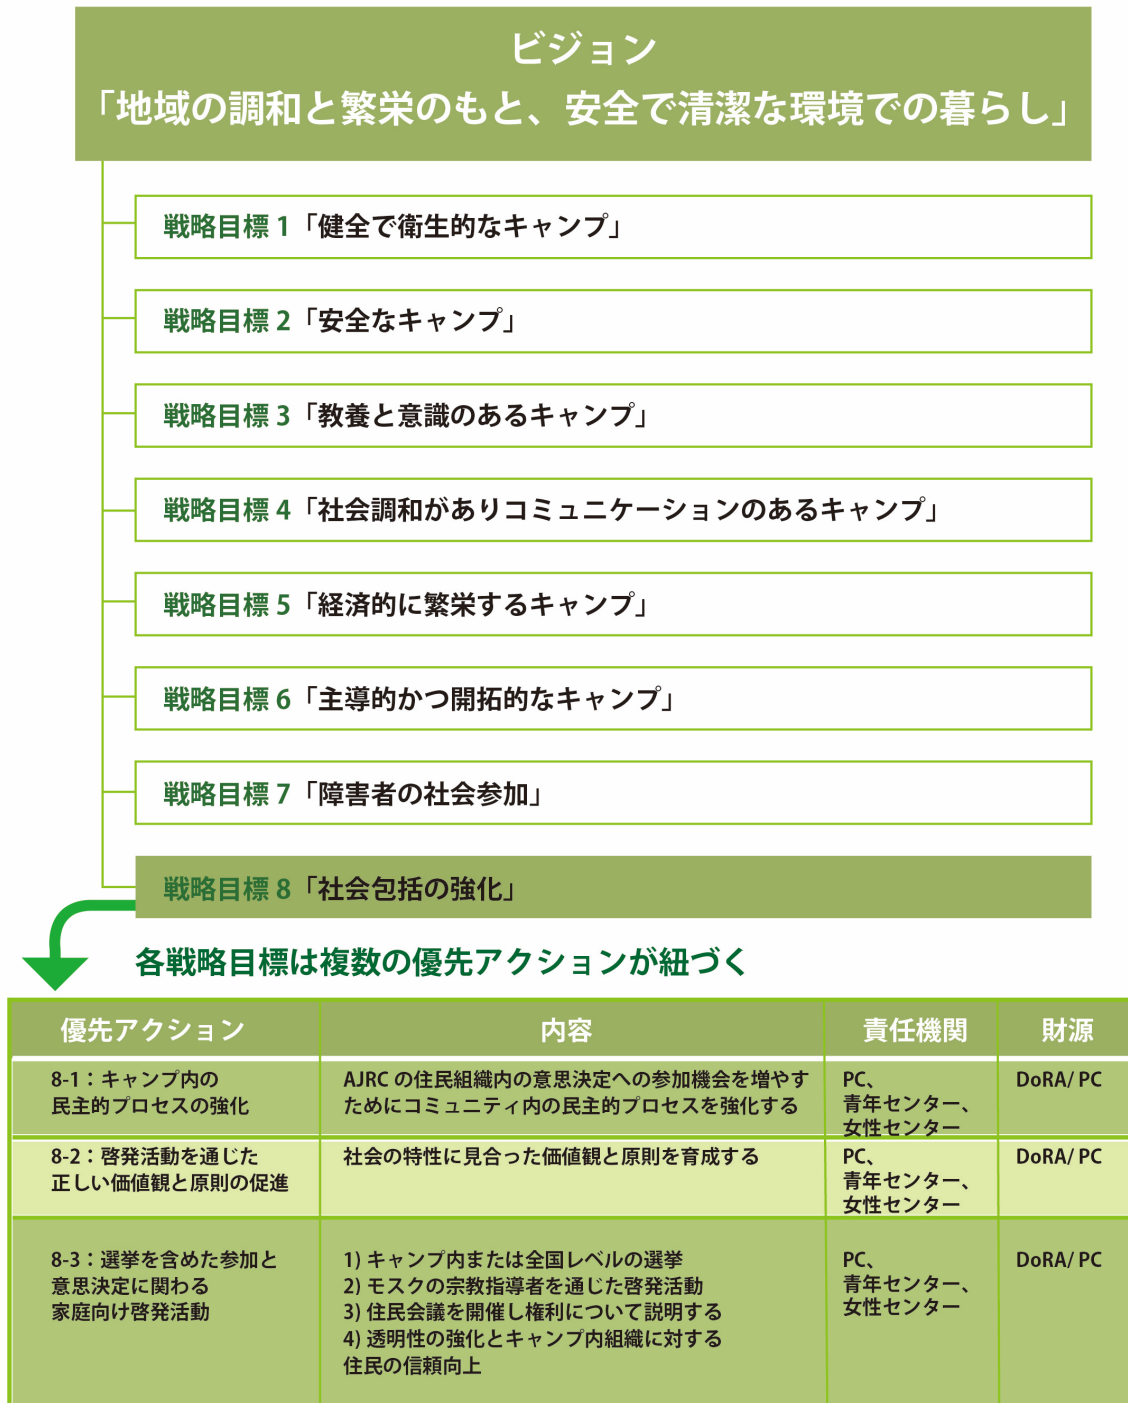 ビジョン
「地域の調和と繁栄のもと、安全で清潔な環境での暮らし」
戦略目標 1「健全で衛生的なキャンプ」
戦略目標 2「安全なキャンプ」
戦略目標 3「教養と意識のあるキャンプ」
戦略目標 4「社会調和がありコミュニケーションのあるキャンプ」
戦略目標 5「経済的に繁栄するキャンプ」
戦略目標 6「主導的かつ開拓的なキャンプ」
戦略目標 7「障害者の社会参加」
戦略目標 8「社会包括の強化」
各戦略目標は複数の優先アクションが紐づく
優先アクション 内容 責任機関 財源
8-1：キャンプ内の
民主的プロセスの強化
AJRC の住民組織内の意思決定への参加機会を増やす
ためにコミュニティ内の民主的プロセスを強化する
PC、
青年センター、
女性センター
DoRA/ PC
8-2：啓発活動を通じた
正しい価値観と原則の促進
社会の特性に見合った価値観と原則を育成する
PC、
青年センター、
女性センター
DoRA/ PC
8-3：選挙を含めた参加と
意思決定に関わる
家庭向け啓発活動
1) キャンプ内または全国レベルの選挙
2) モスクの宗教指導者を通じた啓発活動
3) 住民会議を開催し権利について説明する
4) 透明性の強化とキャンプ内組織に対する
住民の信頼向上
PC、
青年センター、
女性センター
DoRA/ PC